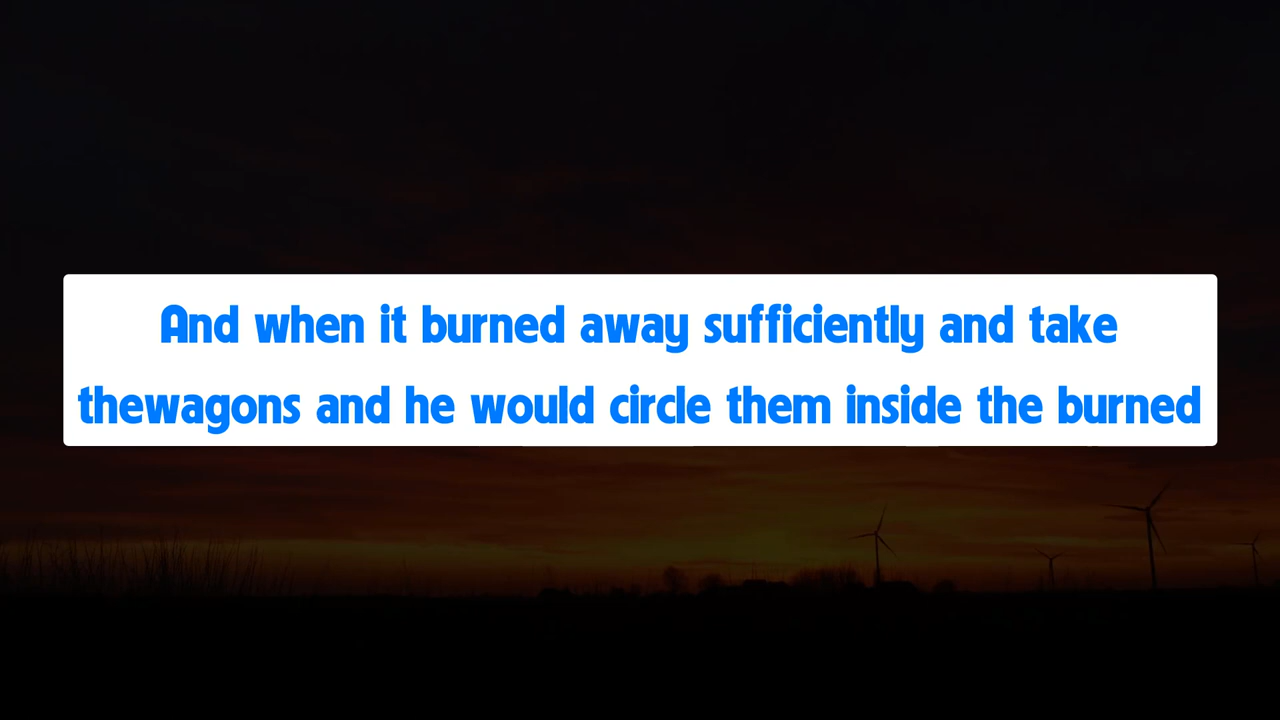 And when it burned away sufficiently and take
thewagons and he would circle them inside the burned